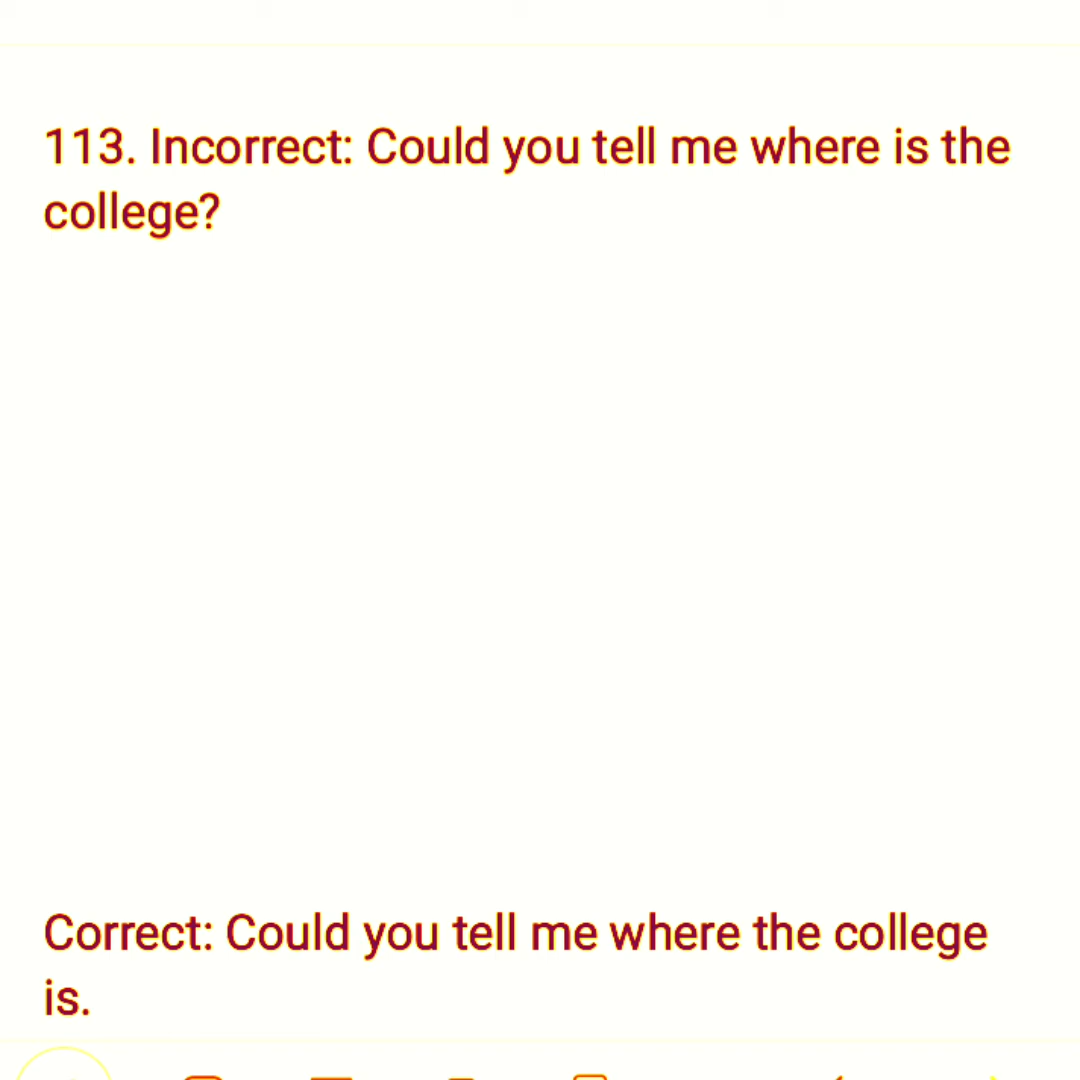 113. Incorrect: Could you tell me where is the
college?
Correct: Could you tell me where the college
is.